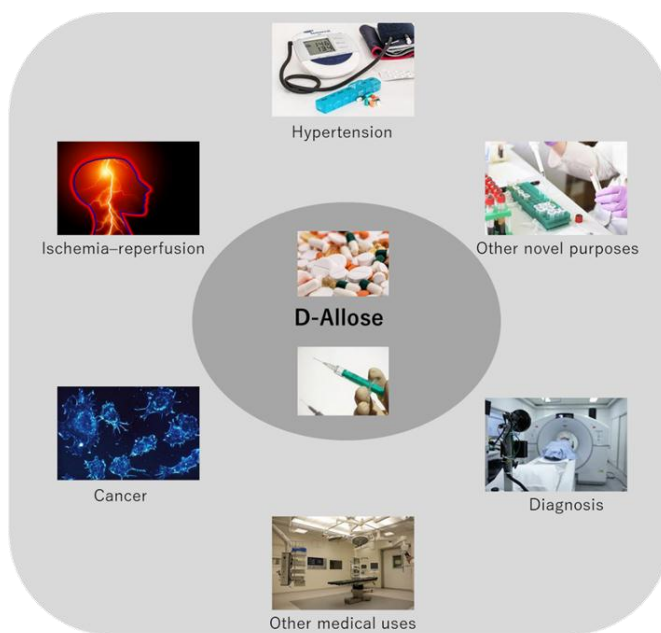 Hypertension
Ischemia–reperfusion
Other novel purposes
D-Allose
Cancer
Diagnosis
Other medical uses